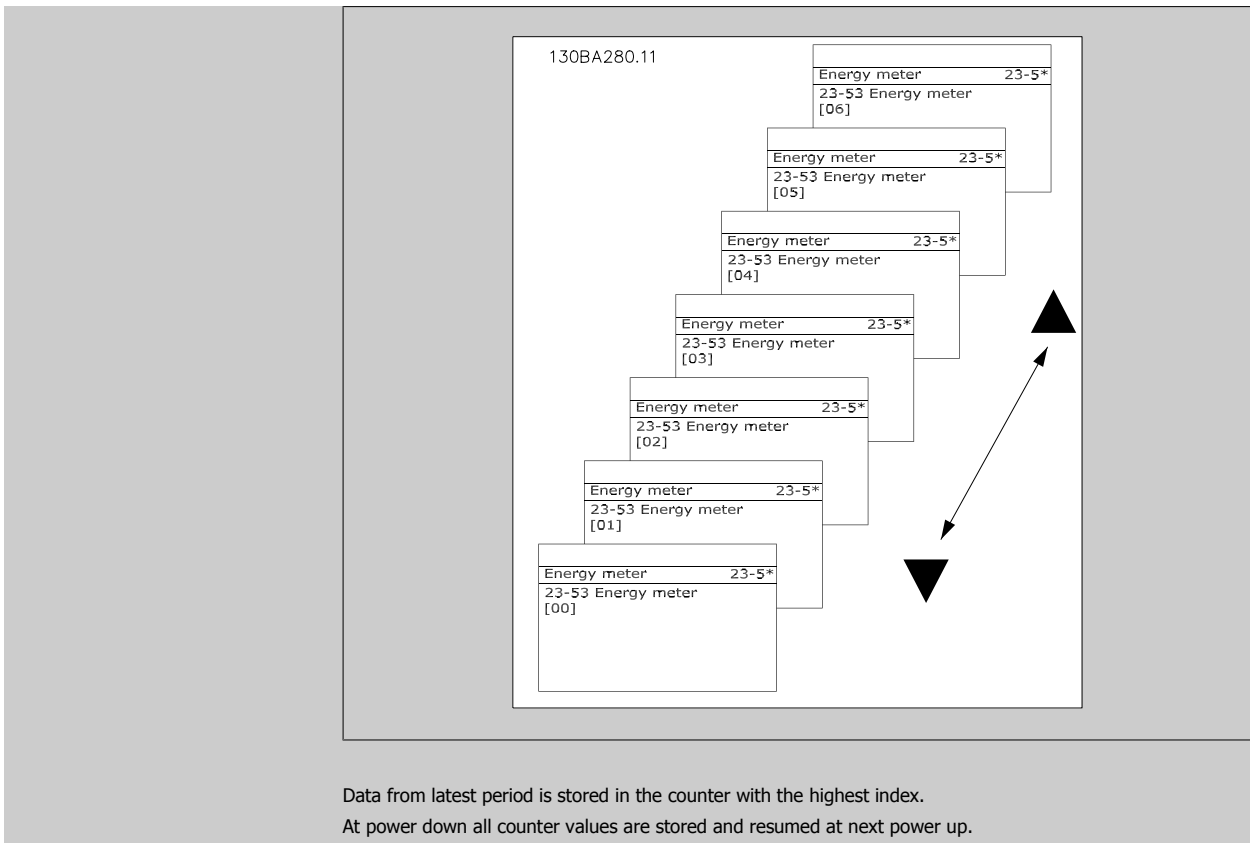 130BA280.11
Energy meter 23-5*
23-53 Energy meter
[06]
Energy meter 23-5*
23-53 Energy meter
[05]
Energy meter 23-5*
23-53 Energy meter
[04]
Energy meter 23-5*
23-53 Energy meter
[03]
Energy meter 23-5*
23-53 Energy meter
[02]
Energy meter 23-5*
23-53 Energy meter
[01]
Energy meter 23-5*
23-53 Energy meter
[00]
Data from latest period is stored in the counter with the highest index.
At power down all counter values are stored and resumed at next power up.